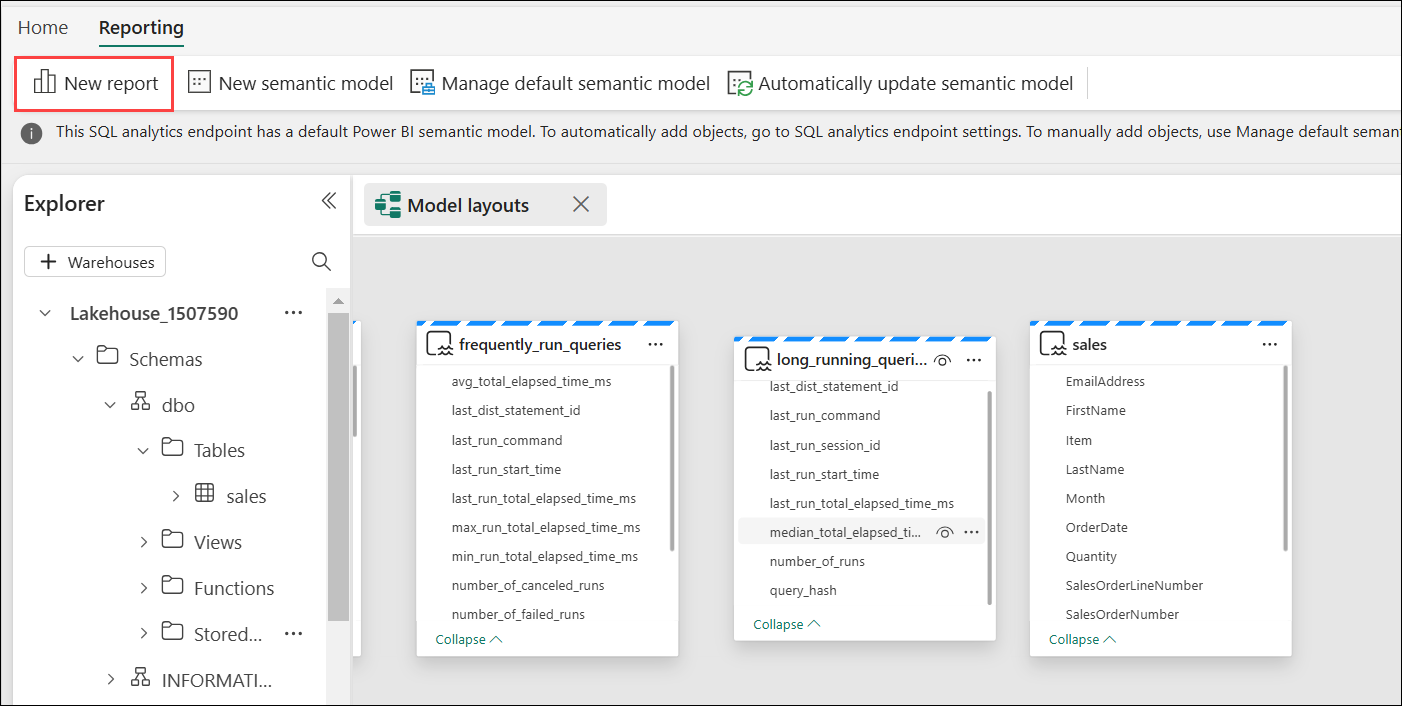 Home Reporting
New report New semantic model Manage default semantic model Automatically update semantic model
This SQL analytics endpoint has a default Power BI semantic model. To automatically add objects, go to SQL analytics endpoint settings. To manually add objects, use Manage default seman
Explorer
Warehouses
Lakehouse_1507590
Schemas
dbo
Tables
sales
Views
Functions
Stored...
INFORMATI...
Model layouts
frequently_run_queries
avg_total_elapsed_time_ms
last_dist_statement_id
last_run_command
last_run_start_time
last_run_total_elapsed_time_ms
max_run_total_elapsed_time_ms
min_run_total_elapsed_time_ms
number_of_canceled_runs
number_of_failed_runs
Collapse
long_running_queri...
last_dist_statement_id
last_run_command
last_run_session_id
last_run_start_time
last_run_total_elapsed_time_ms
median_total_elapsed_ti...
number_of_runs
query_hash
Collapse
sales
EmailAddress
FirstName
Item
LastName
Month
OrderDate
Quantity
SalesOrderLineNumber
SalesOrderNumber
Collapse